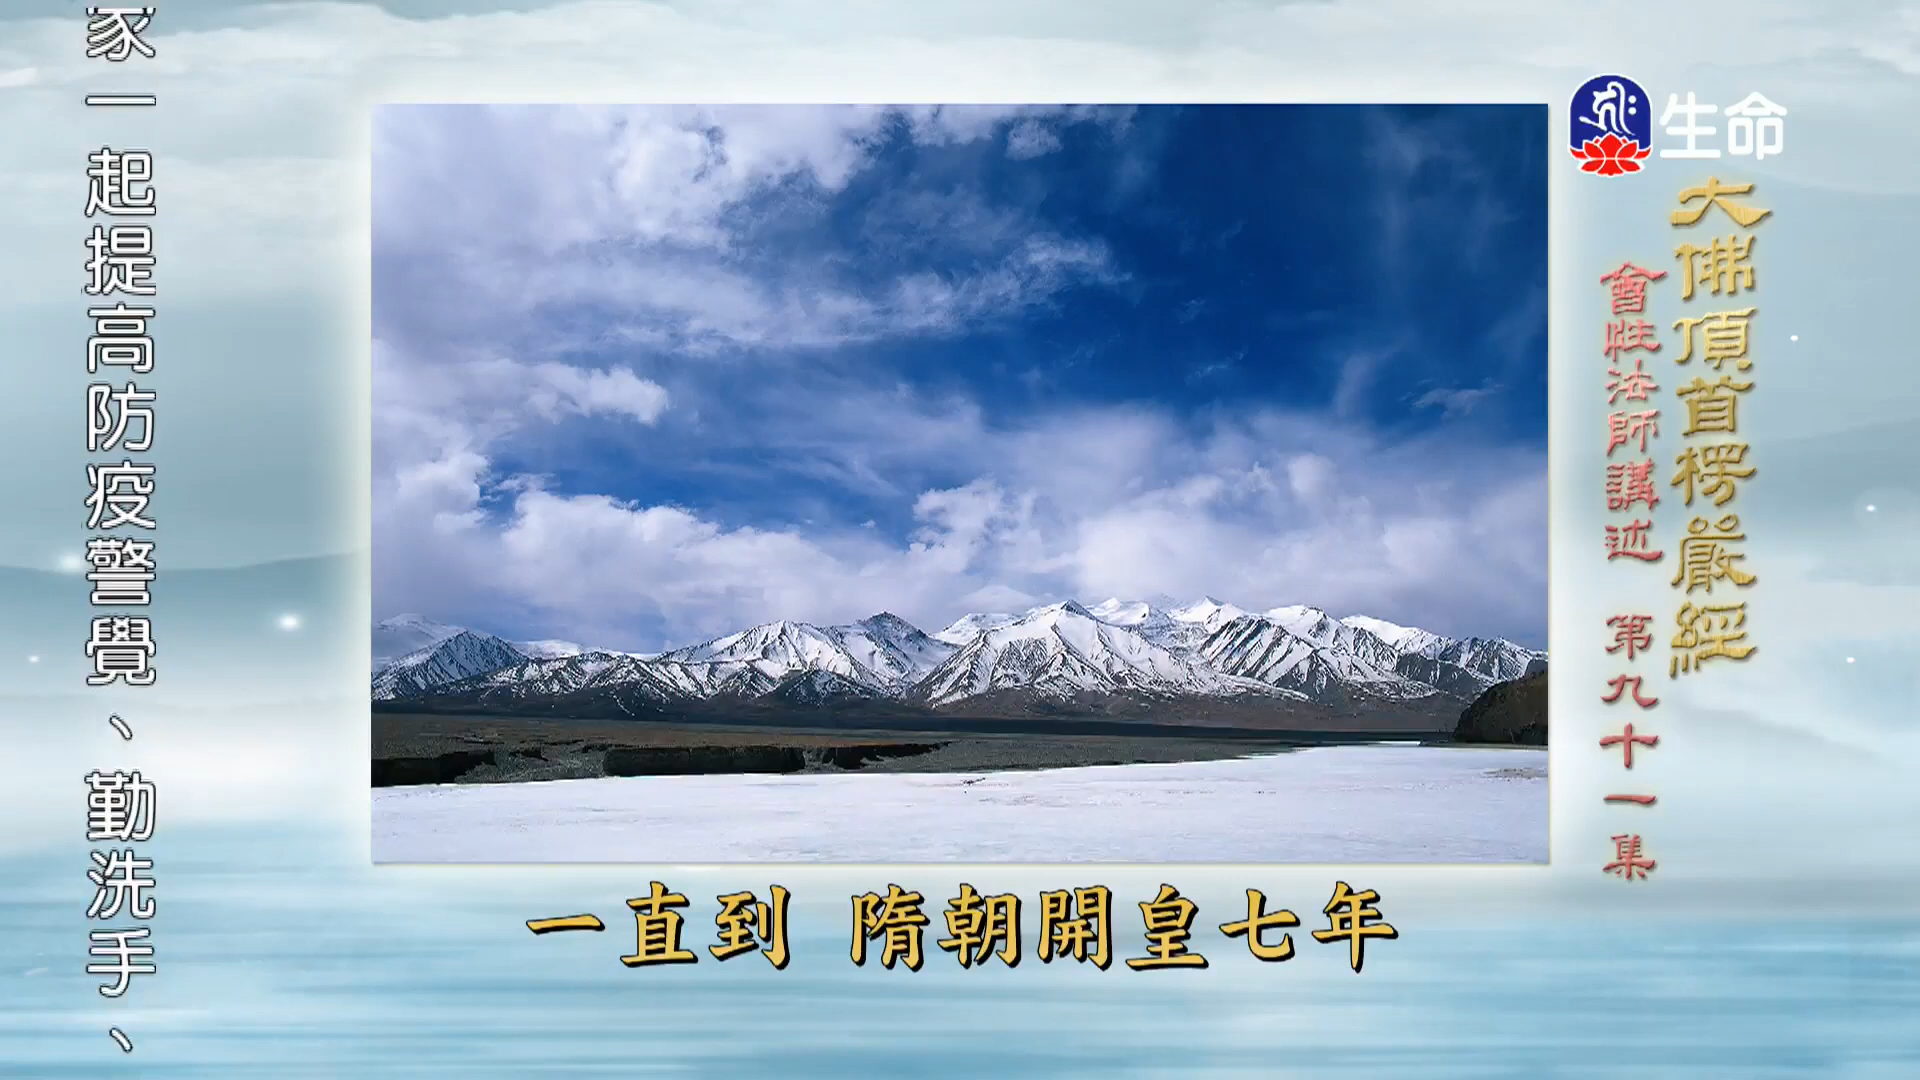 生命
大佛頂首楞嚴經
會性法師講述 第九十一集
家一起提高防疫警覺、勤洗手、
一直到 隋朝開皇七年